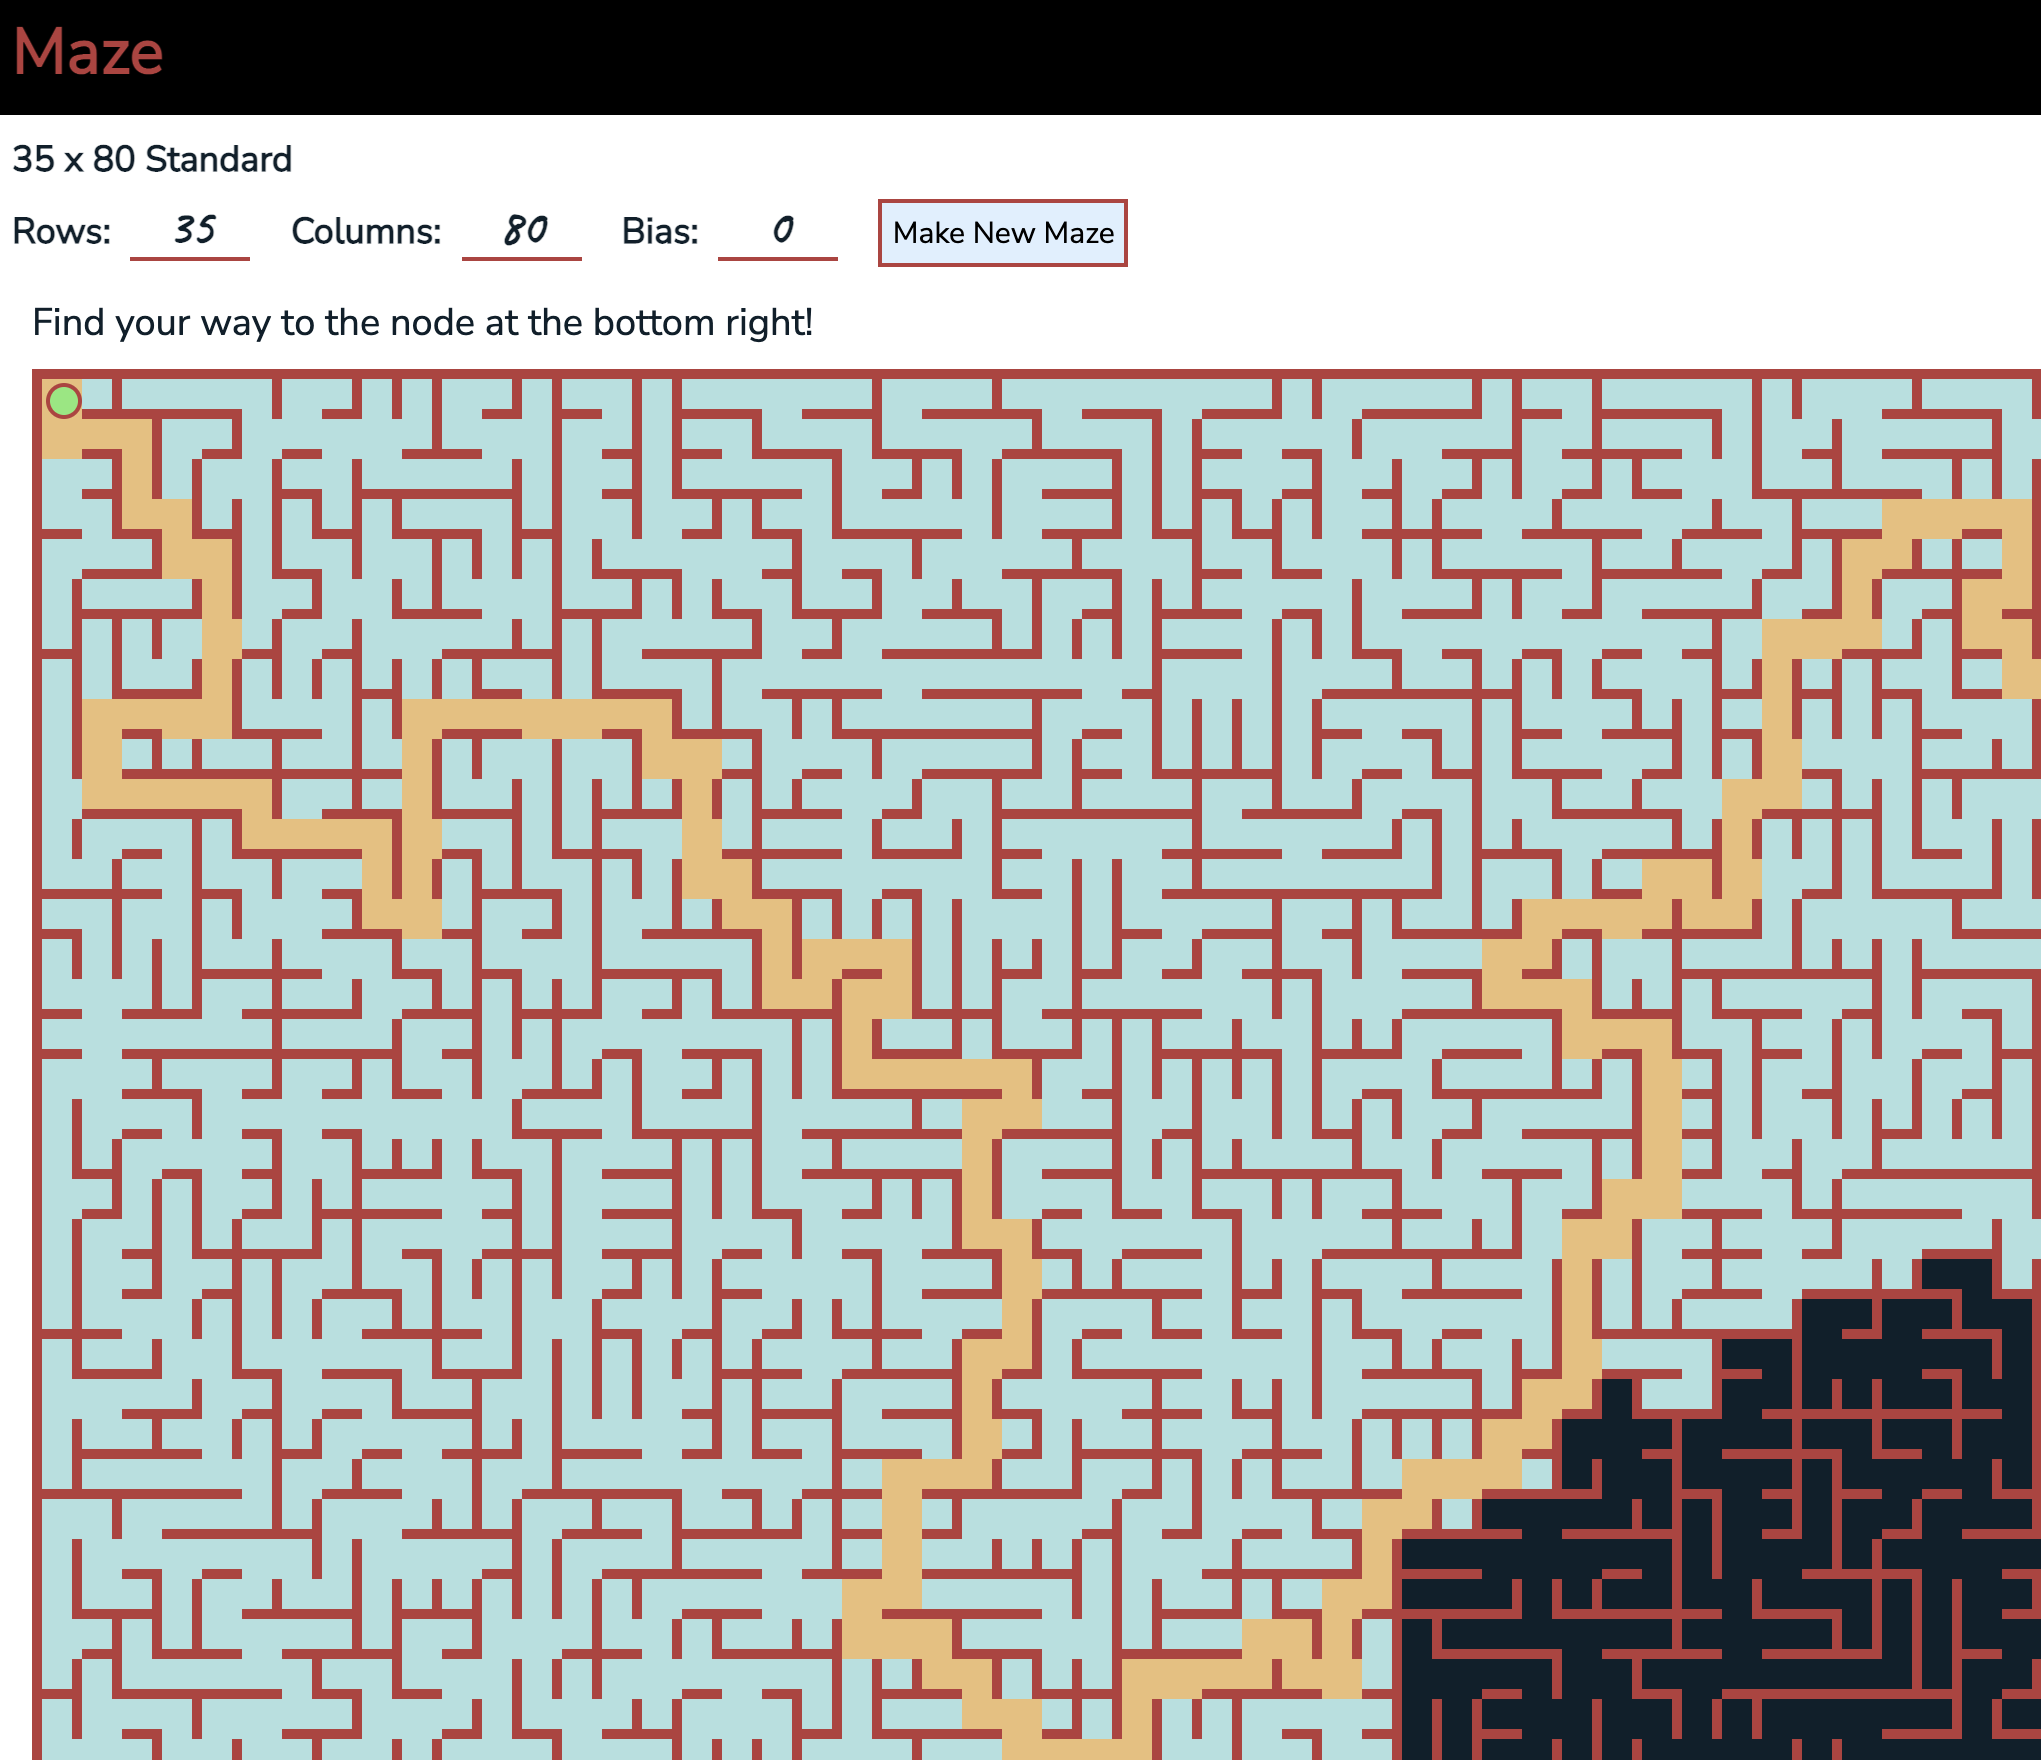 Maze
35 x 80 Standard
Rows: 35 Columns: 80 Bias: 0 Make New Maze
Find your way to the node at the bottom right!